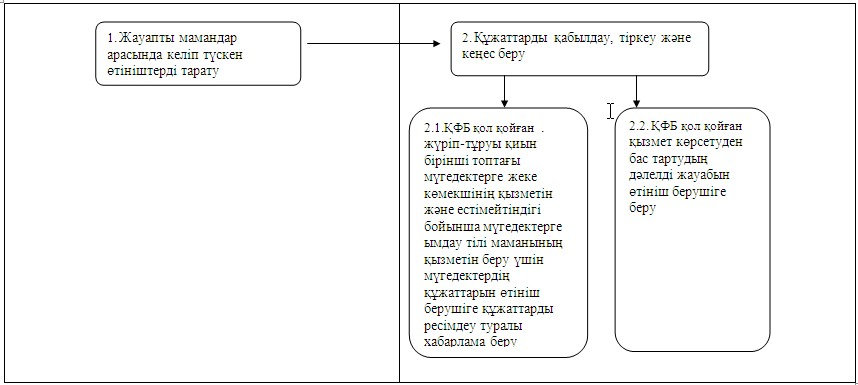 1. Жауапты мамандар
арасында келіп түскен
өтініштерді тарату
2. Құжаттарды қабылдау, тіркеу және
кеңес беру
2.1.ҚФБ қол қойған .
жүріп-тұруы қиын
бірінші топтағы
мүгедектерге жеке
көмекшінің қызметін
және естімейтіндігі
бойынша мүгедектерге
ымдау тілі маманының
қызметін беру үшін
мүгедектердің
құжаттарын өтініш
берушіге құжаттарды
ресімдеу туралы
хабарлама беру
2.2. ҚФБ қол қойған
қызмет көрсетуден
бас тартудың
дәлелді жауабын
өтініш берушіге
беру